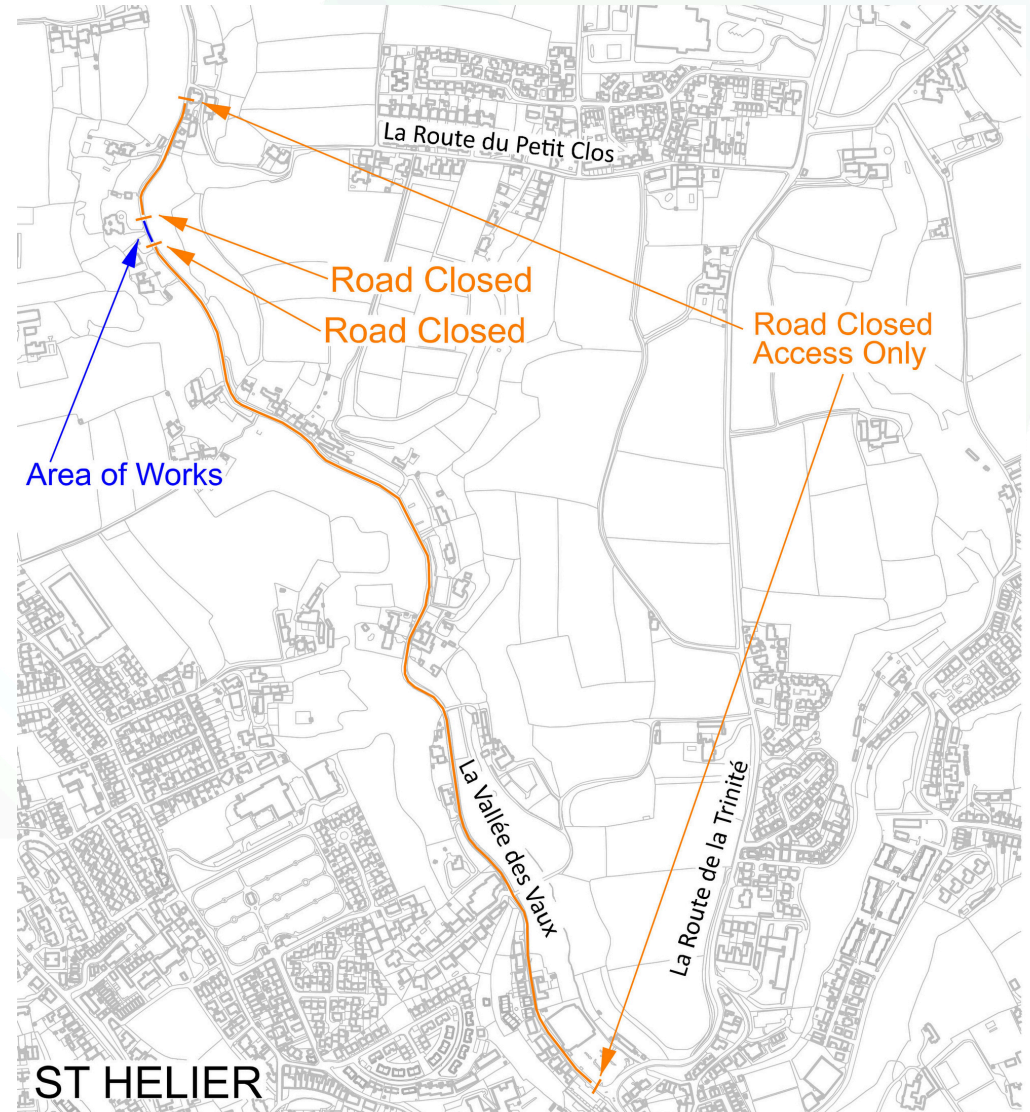 La Route du Petit Clos
Road Closed
Road Closed
Road Closed
Access Only
Area of Works
La Vallée des Vaux
La Route de la Trinité
ST HELIER